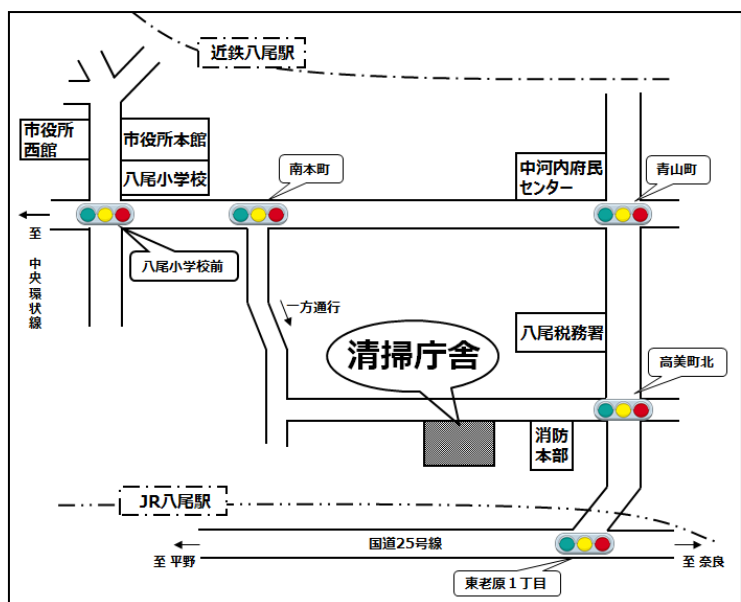 近鉄八尾駅
市役所
西館
市役所本館
八尾小学校
南本町
中河内府民
センター
青山町
至 中央環状線
八尾小学校前
一方通行
清掃庁舎
八尾税務署
高美町北
消防
本部
JR八尾駅
国道25号線
至 平野
至 奈良
東老原１丁目